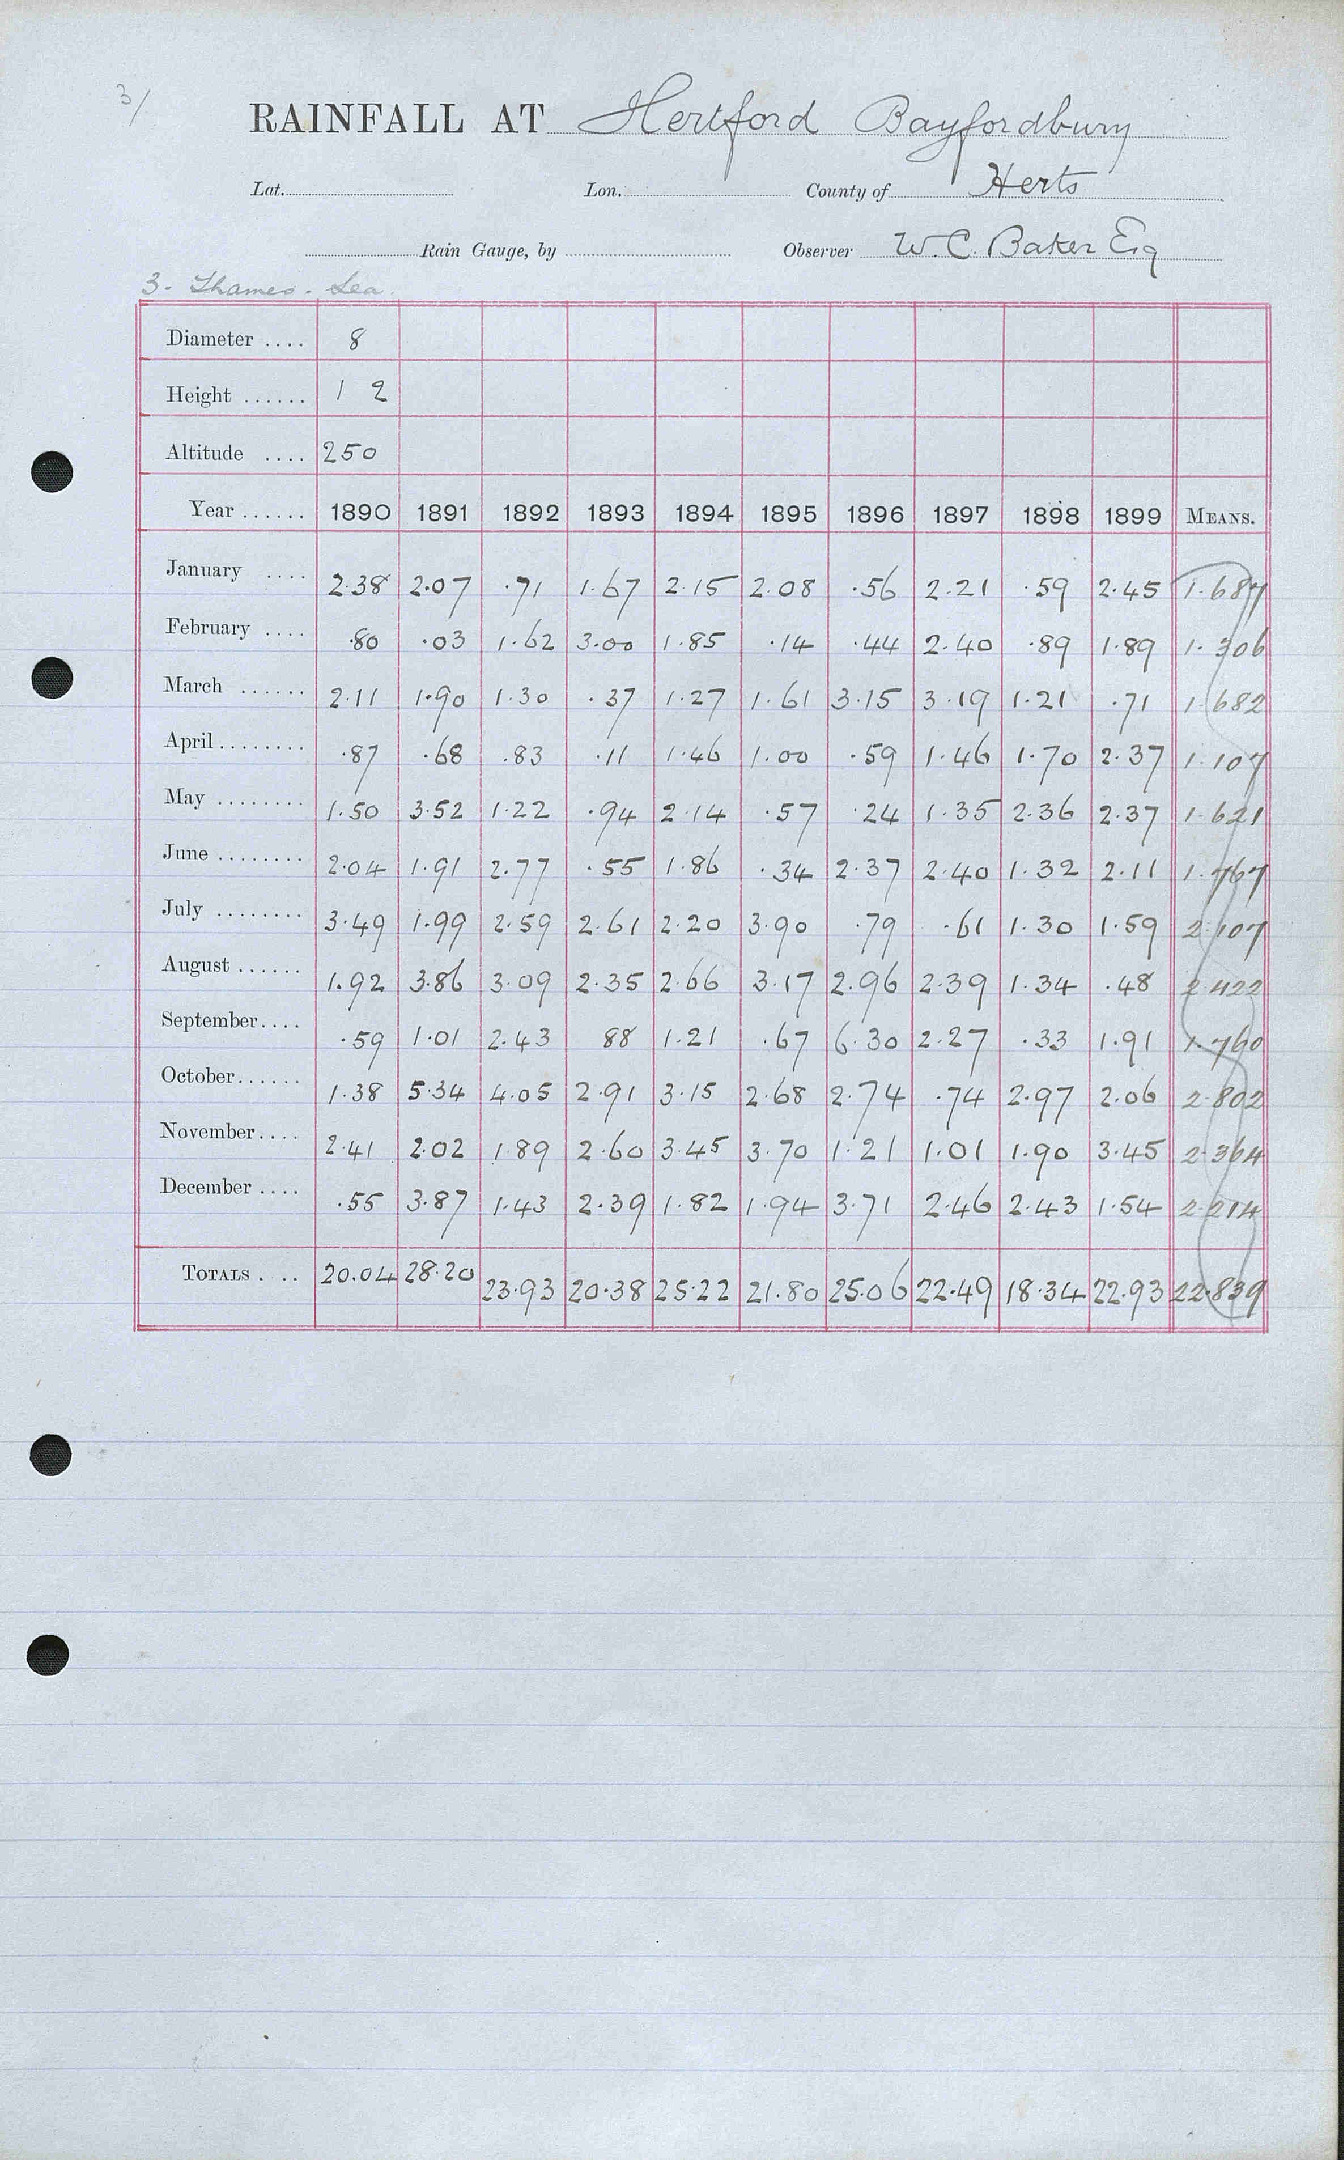 3/
RAINFALL AT Hertford Bayfordbury
Lat. Lon. County of Herts
Rain Gauge, by Observer W. C. Baker Esq
3 - Thames - Lea
Diameter .... 8
Height ...... 1 2
Altitude .... 250
Year ...... 1890 1891 1892 1893 1894 1895 1896 1897 1898 1899 MEANS.
January .... 2.38 2.07 .71 1.67 2.15 2.08 .56 2.21 .59 2.45 1.687
February .... .80 .03 1.62 3.00 1.85 .14 .44 2.40 .89 1.89 1.306
March ...... 2.11 1.90 1.30 .37 1.27 1.61 3.15 3.19 1.21 .71 1.682
April ........ .87 .68 .83 .11 1.46 1.00 .59 1.46 1.70 2.37 1.107
May ........ 1.50 3.52 1.22 .94 2.14 .57 .24 1.35 2.36 2.37 1.621
June ........ 2.04 1.91 2.77 .55 1.86 .34 2.37 2.40 1.32 2.11 1.767
July ........ 3.49 1.99 2.59 2.61 2.20 3.90 .79 .61 1.30 1.59 2.107
August ...... 1.92 3.86 3.09 2.35 2.66 3.17 2.96 2.39 1.34 .48 2.422
September .... .59 1.01 2.43 88 1.21 .67 6.30 2.27 .33 1.91 1.760
October ...... 1.38 5.34 4.05 2.91 3.15 2.68 2.74 .74 2.97 2.06 2.802
November .... 2.41 2.02 1.89 2.60 3.45 3.70 1.21 1.01 1.90 3.45 2.364
December .... .55 3.87 1.43 2.39 1.82 1.94 3.71 2.46 2.43 1.54 2.214
TOTALS . .. 20.04 28.20 23.93 20.38 25.22 21.80 25.06 22.49 18.34 22.93 22.839